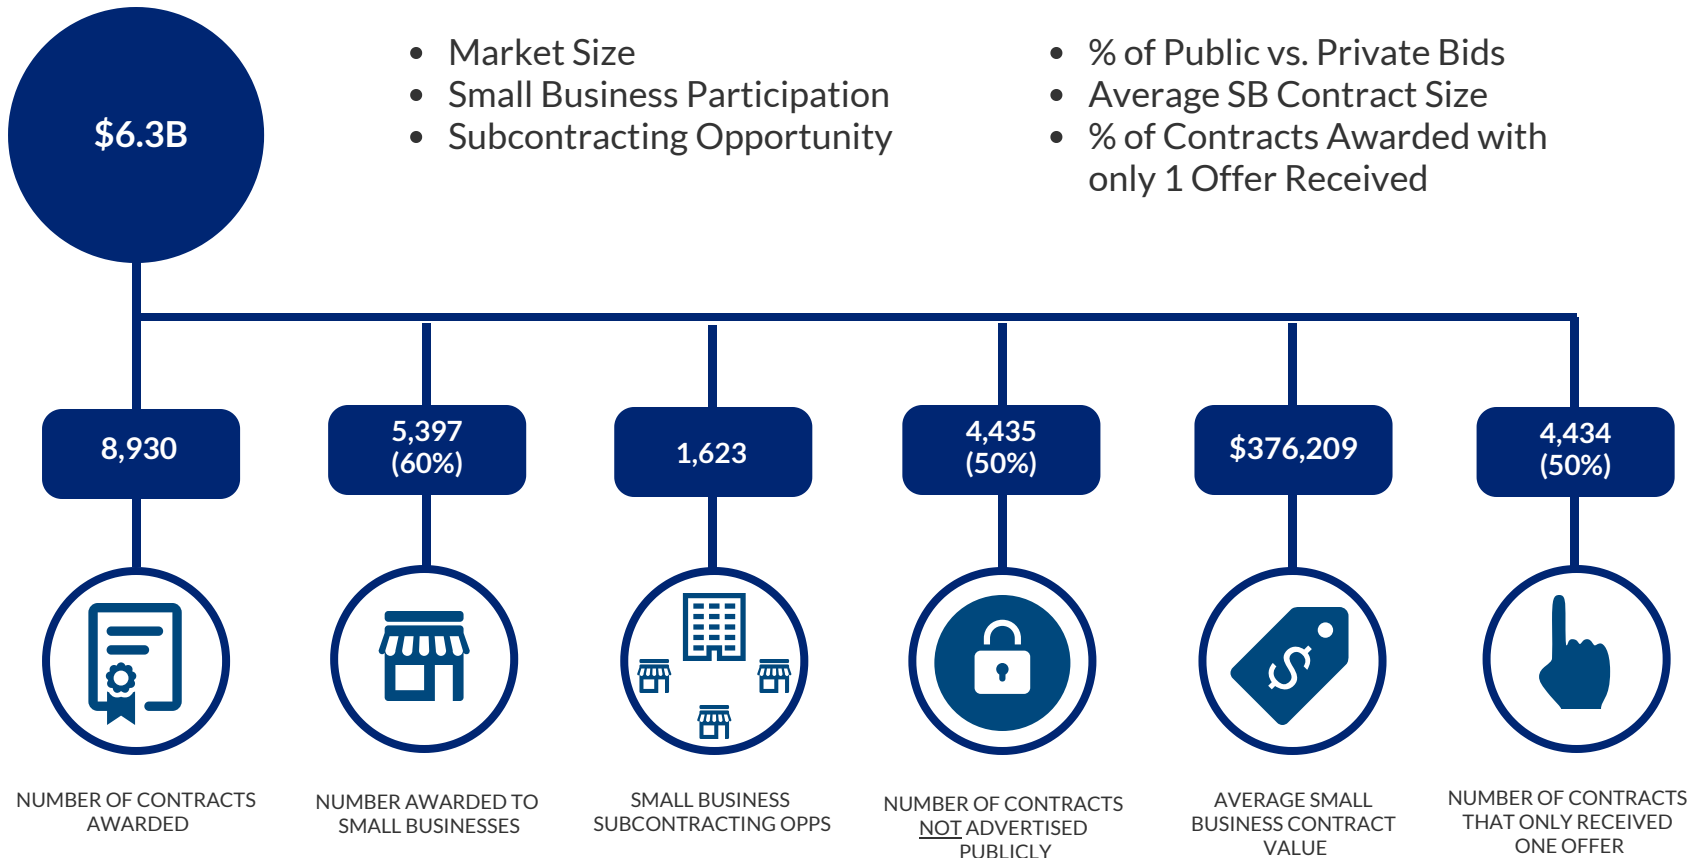 $6.3B
• Market Size
• Small Business Participation
• Subcontracting Opportunity
• % of Public vs. Private Bids
• Average SB Contract Size
• % of Contracts Awarded with
only 1 Offer Received
8,930
5,397
(60%)
1,623
4,435
(50%)
$376,209
4,434
(50%)
$
NUMBER OF CONTRACTS
AWARDED
NUMBER AWARDED TO
SMALL BUSINESSES
SMALL BUSINESS
SUBCONTRACTING OPPS
NUMBER OF CONTRACTS
NOT ADVERTISED
PUBLICLY
AVERAGE SMALL
BUSINESS CONTRACT
VALUE
NUMBER OF CONTRACTS
THAT ONLY RECEIVED
ONE OFFER